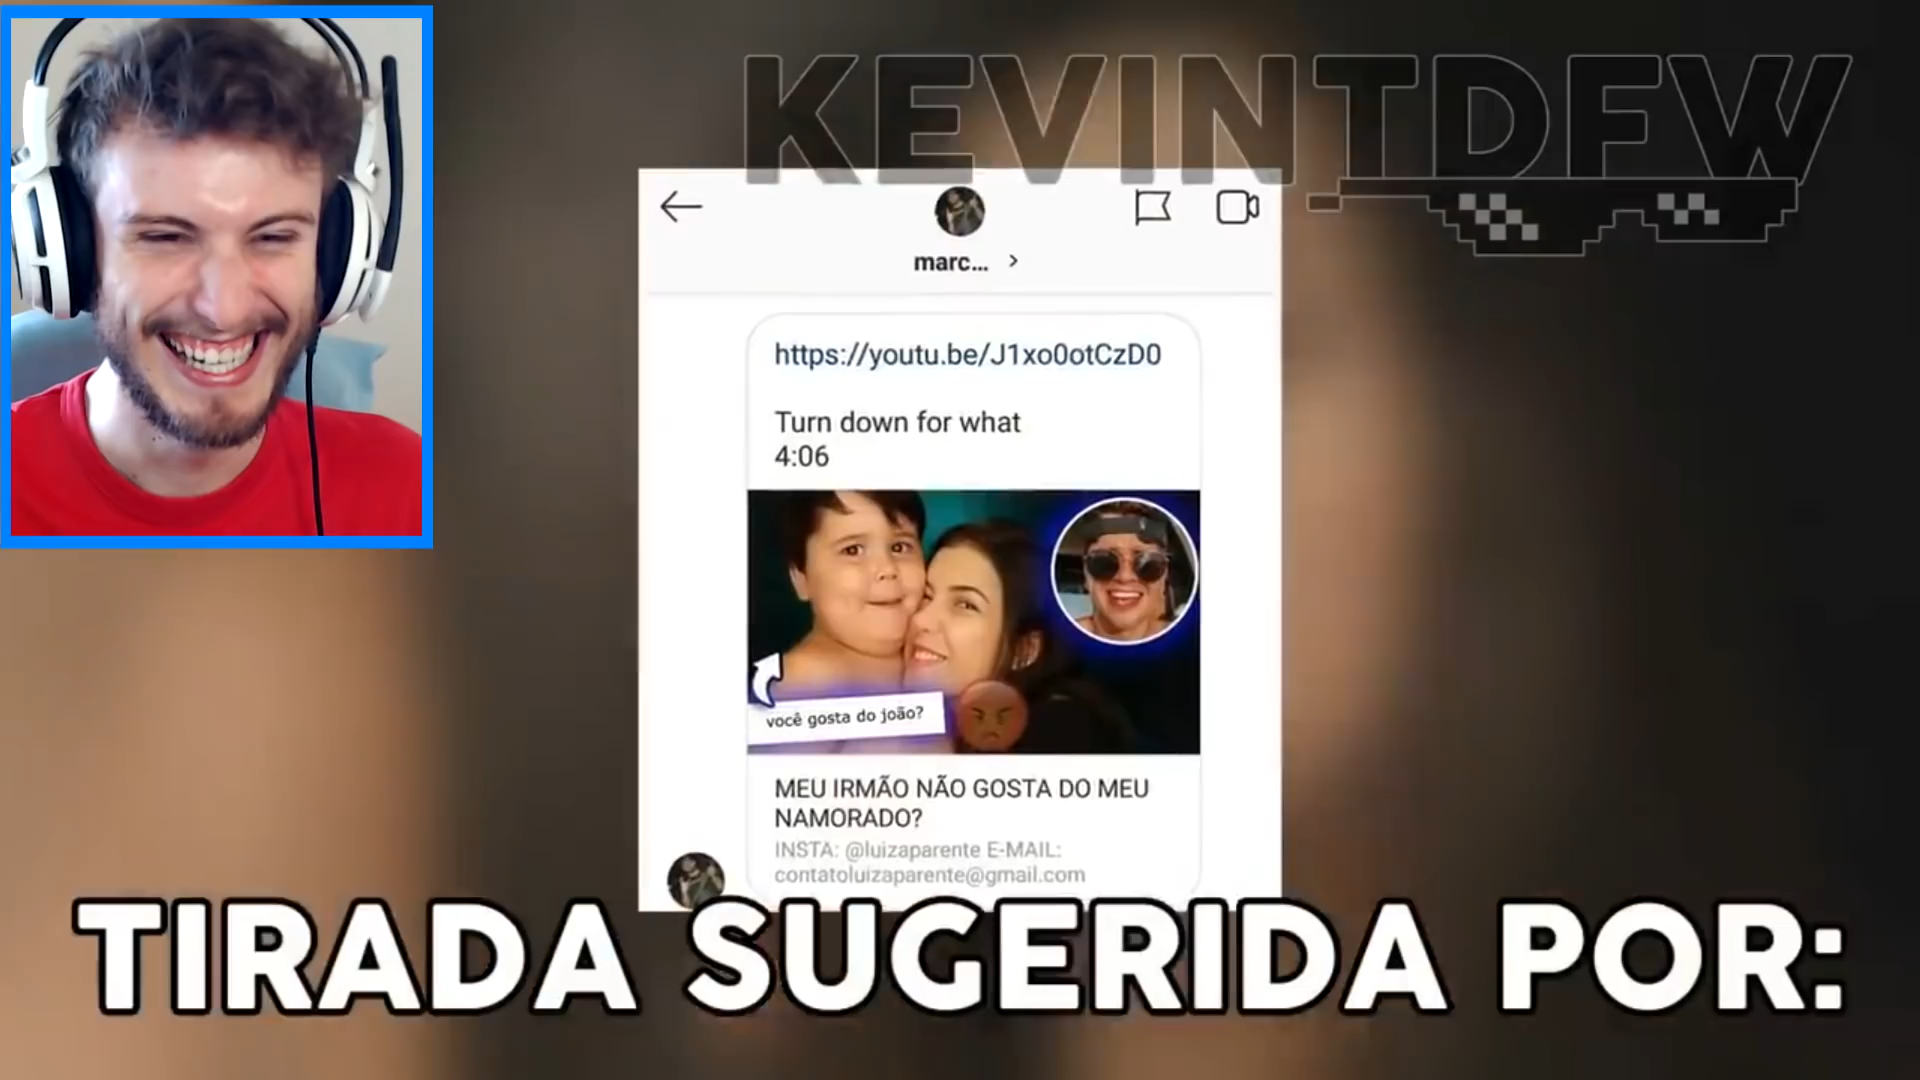 KEVINTDFW
marc...
https://youtu.be/J1xo0otCzD0
Turn down for what
4:06
você gosta do joão?
MEU IRMÃO NÃO GOSTA DO MEU
NAMORADO?
INSTA: @luizaparente E-MAIL:
contatoluizaparente@gmail.com
TIRADA SUGERIDA POR: